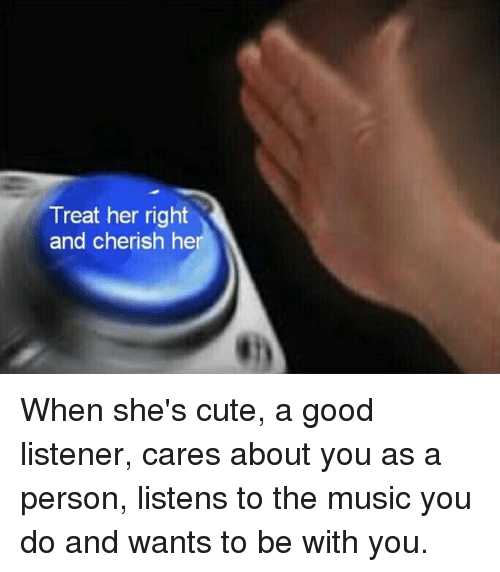 Treat her right
and cherish her
When she's cute, a good
listener, cares about you as a
person, listens to the music you
do and wants to be with you.